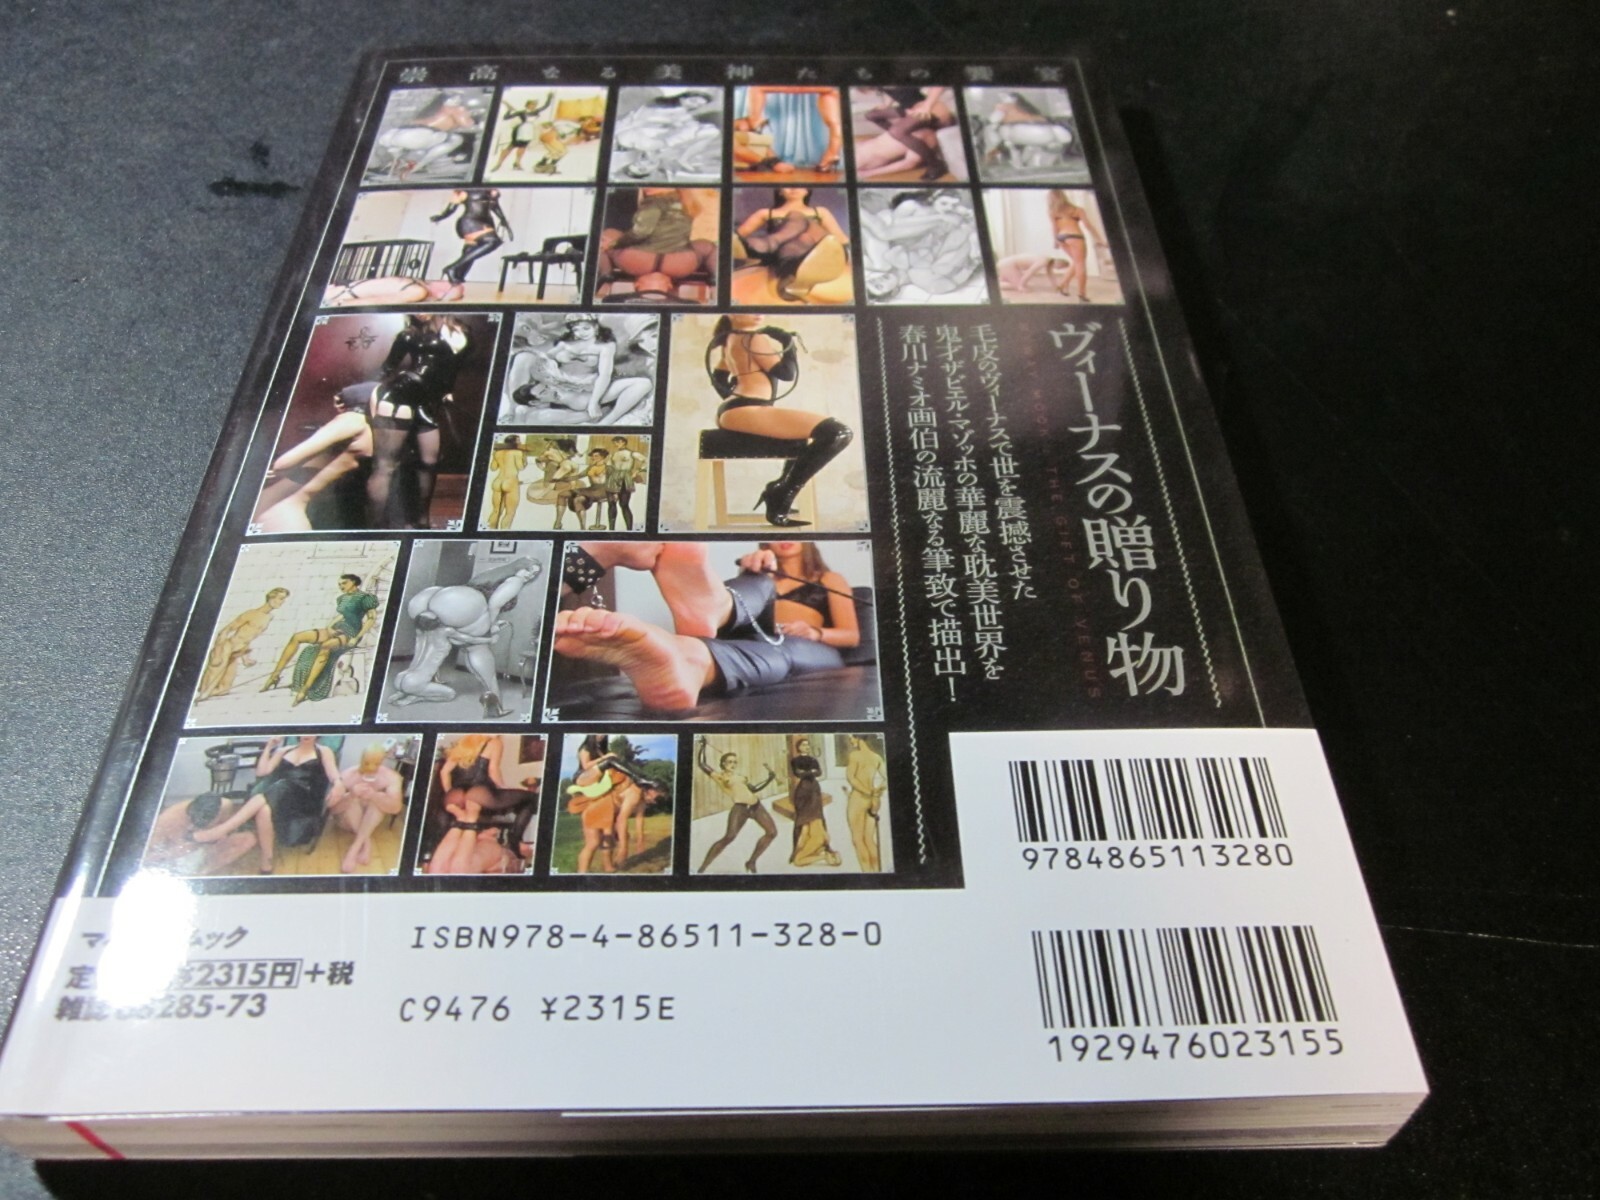 崇高なる美神たちの饗宴
ヴィーナスの贈り物
THE GIFT OF VENUS
毛皮のヴィーナスで世を震撼させた
鬼才ザビエル・マゾッホの華麗な耽美世界を
春川ナミオ画伯の流麗なる筆致で描出！
9784865113280
ISBN978-4-86511-328-0
ムック
2315円+税
285-73
C9476 ¥2315E
1929476023155